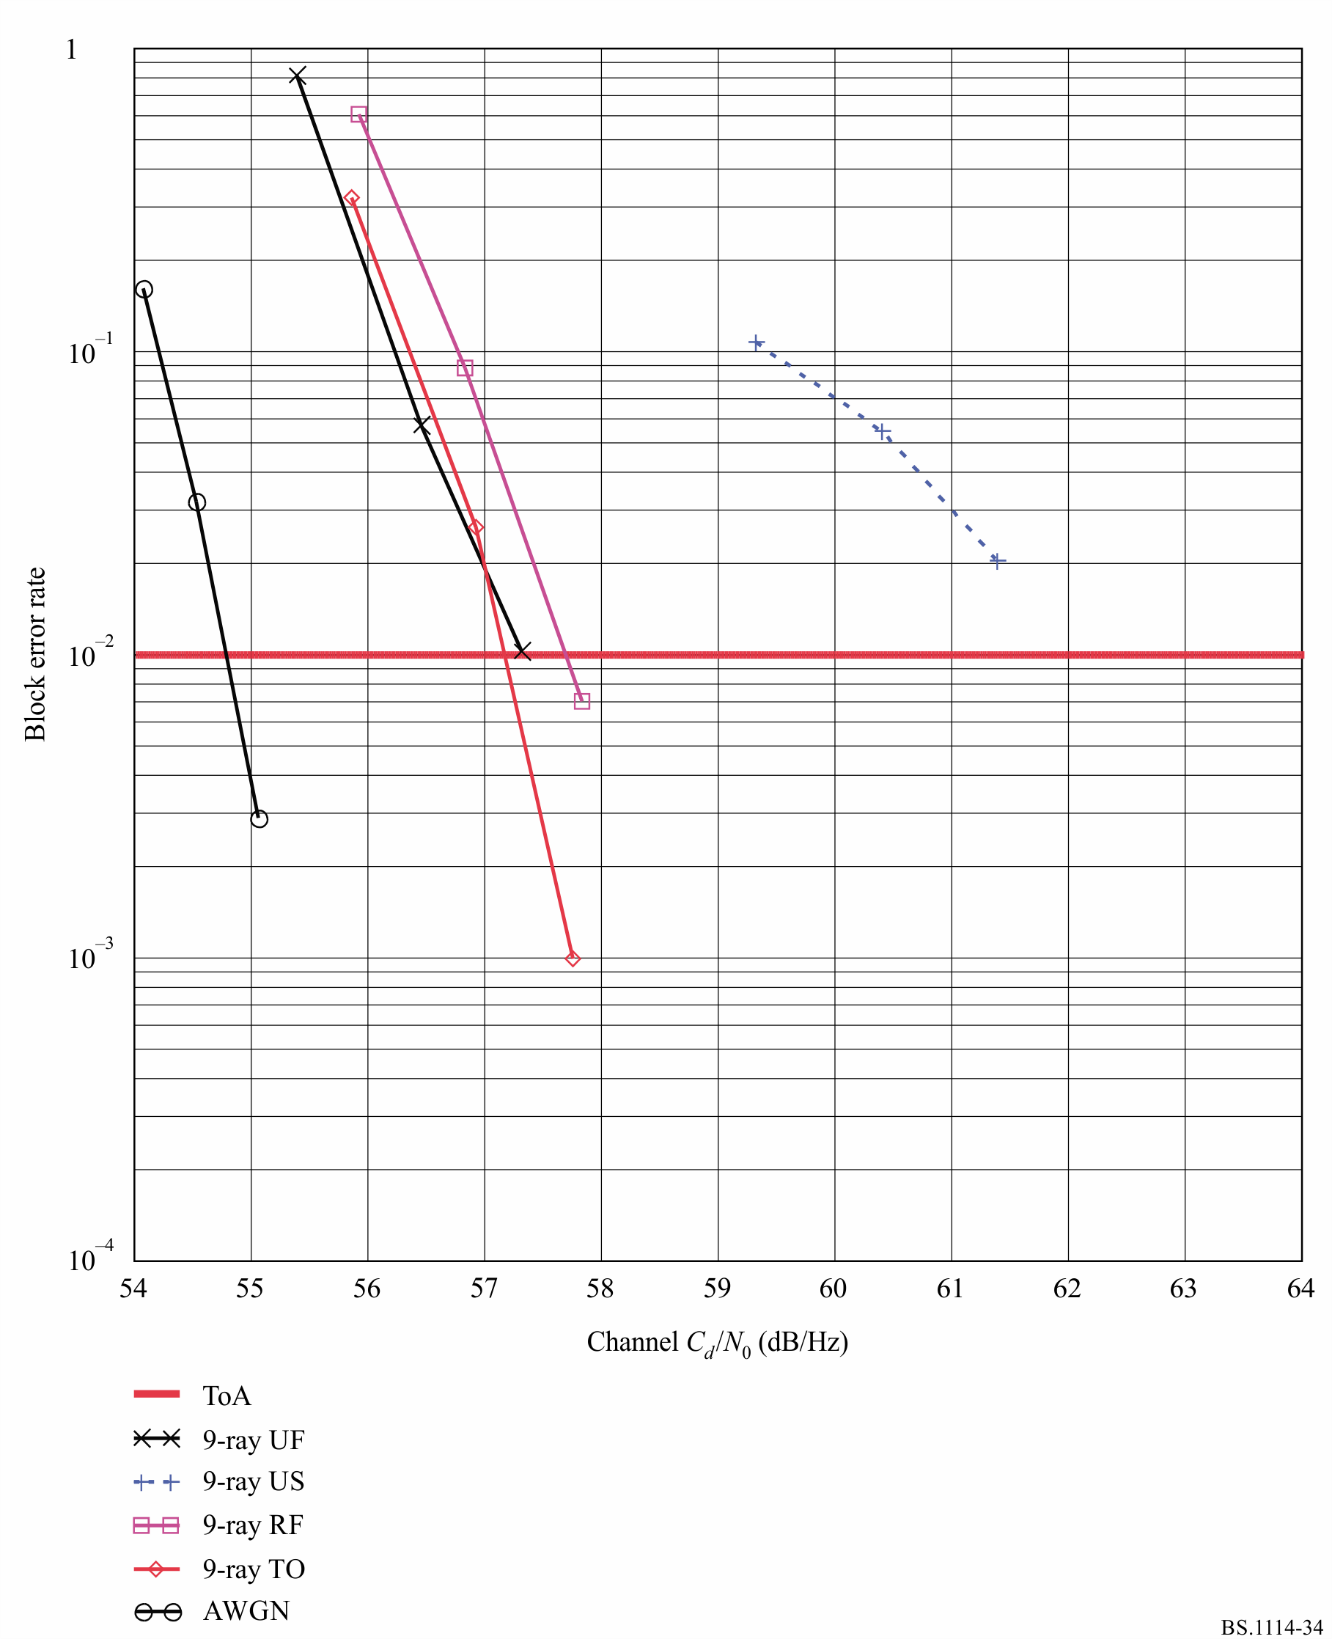 1
10⁻¹
10⁻²
10⁻³
10⁻⁴
Block error rate
54 55 56 57 58 59 60 61 62 63 64
Channel C_d/N_0 (dB/Hz)
ToA
9-ray UF
9-ray US
9-ray RF
9-ray TO
AWGN
BS.1114-34